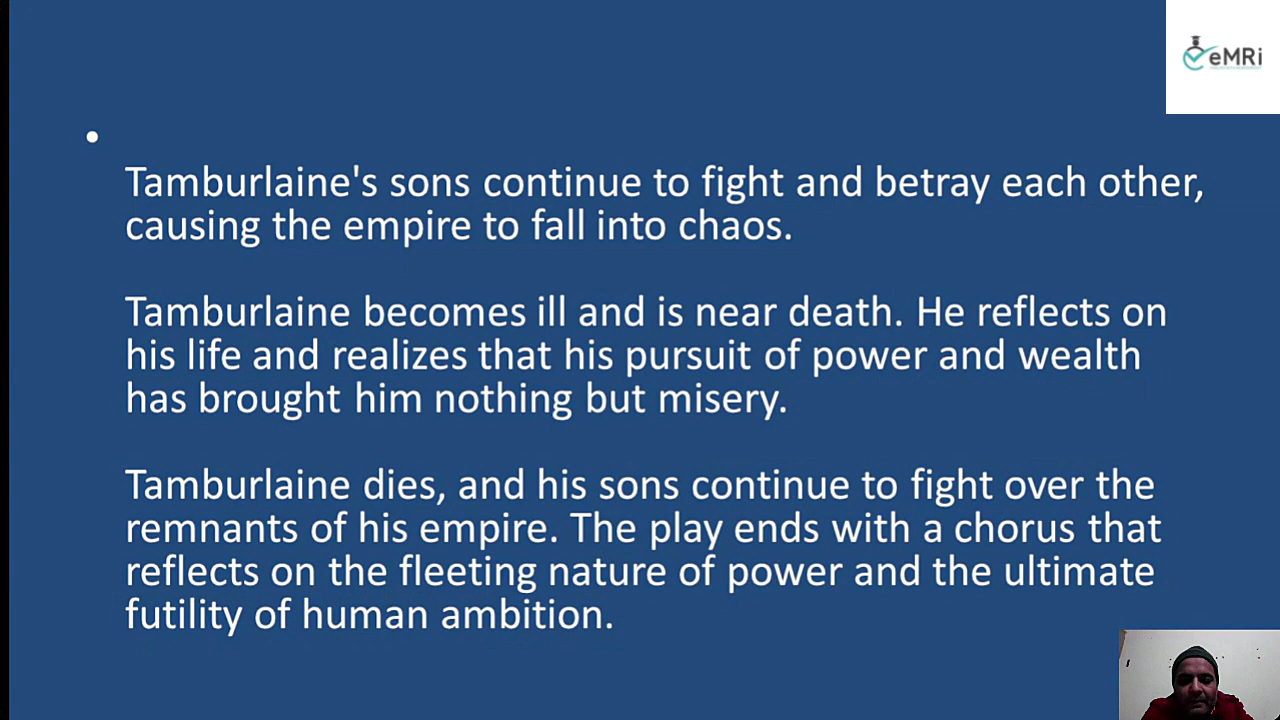 eMRi
Tamburlaine's sons continue to fight and betray each other,
causing the empire to fall into chaos.
Tamburlaine becomes ill and is near death. He reflects on
his life and realizes that his pursuit of power and wealth
has brought him nothing but misery.
Tamburlaine dies, and his sons continue to fight over the
remnants of his empire. The play ends with a chorus that
reflects on the fleeting nature of power and the ultimate
futility of human ambition.